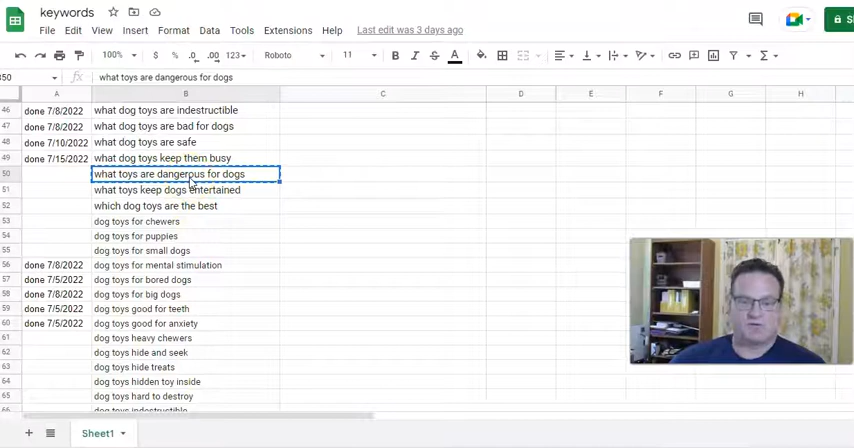 keywords
File Edit View Insert Format Data Tools Extensions Help Last edit was 3 days ago
100% $ % .0 .00 123 Roboto 11 B I S A
350 fx what toys are dangerous for dogs
A B C D E F G H
46 done 7/8/2022 what dog toys are indestructible
47 done 7/8/2022 what dog toys are bad for dogs
48 done 7/10/2022 what dog toys are safe
49 done 7/15/2022 what dog toys keep them busy
50 what toys are dangerous for dogs
51 what toys keep dogs entertained
52 which dog toys are the best
53 dog toys for chewers
54 dog toys for puppies
55 dog toys for small dogs
56 done 7/8/2022 dog toys for mental stimulation
57 done 7/5/2022 dog toys for bored dogs
58 done 7/8/2022 dog toys for big dogs
59 done 7/5/2022 dog toys good for teeth
60 done 7/5/2022 dog toys good for anxiety
61 dog toys heavy chewers
62 dog toys hide and seek
63 dog toys hide treats
64 dog toys hidden toy inside
65 dog toys hard to destroy
66 dog toys indestructible
Sheet1